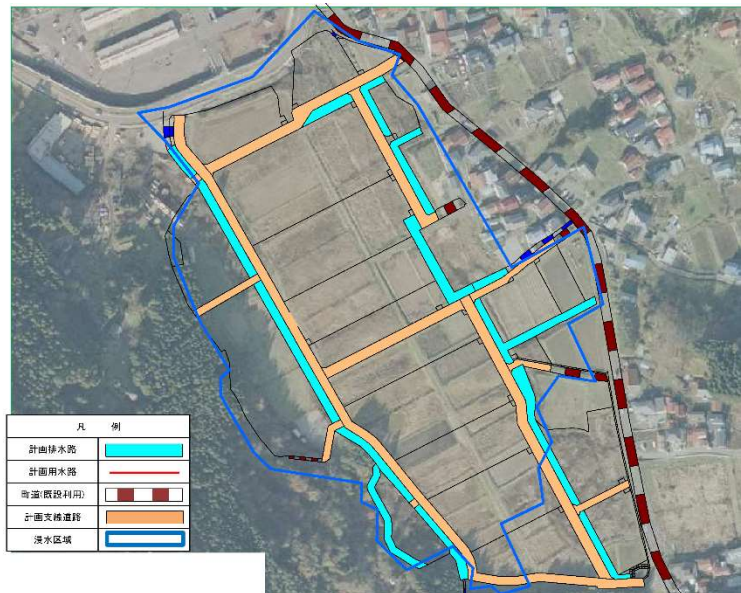 凡 例
計画排水路
計画用水路
町道(既設利用)
計画支線道路
浸水区域